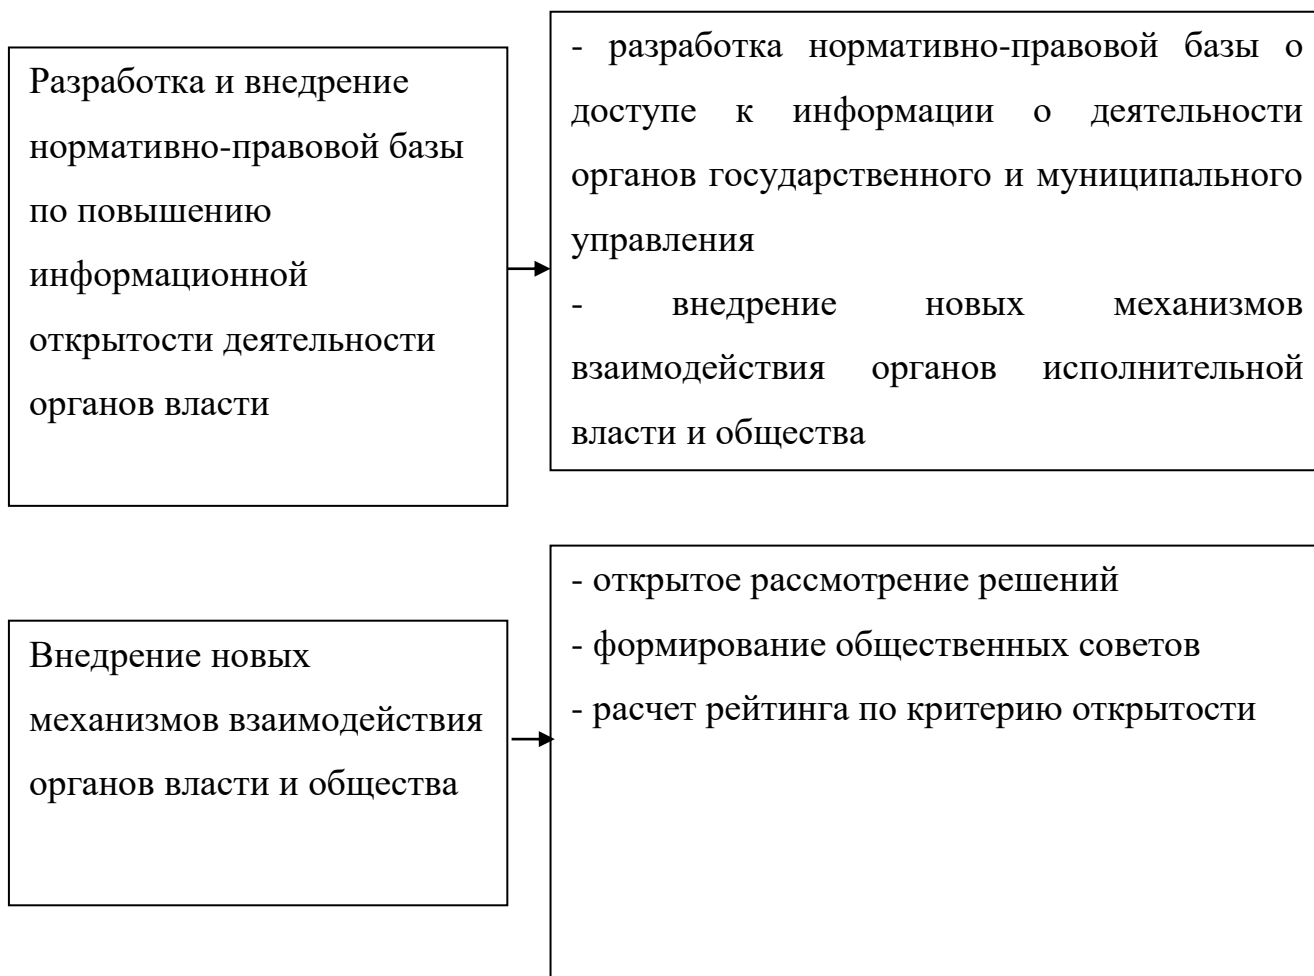 Разработка и внедрение
нормативно-правовой базы
по повышению
информационной
открытости деятельности
органов власти
- разработка нормативно-правовой базы о
доступе к информации о деятельности
органов государственного и муниципального
управления
- внедрение новых механизмов
взаимодействия органов исполнительной
власти и общества
Внедрение новых
механизмов взаимодействия
органов власти и общества
- открытое рассмотрение решений
- формирование общественных советов
- расчет рейтинга по критерию открытости